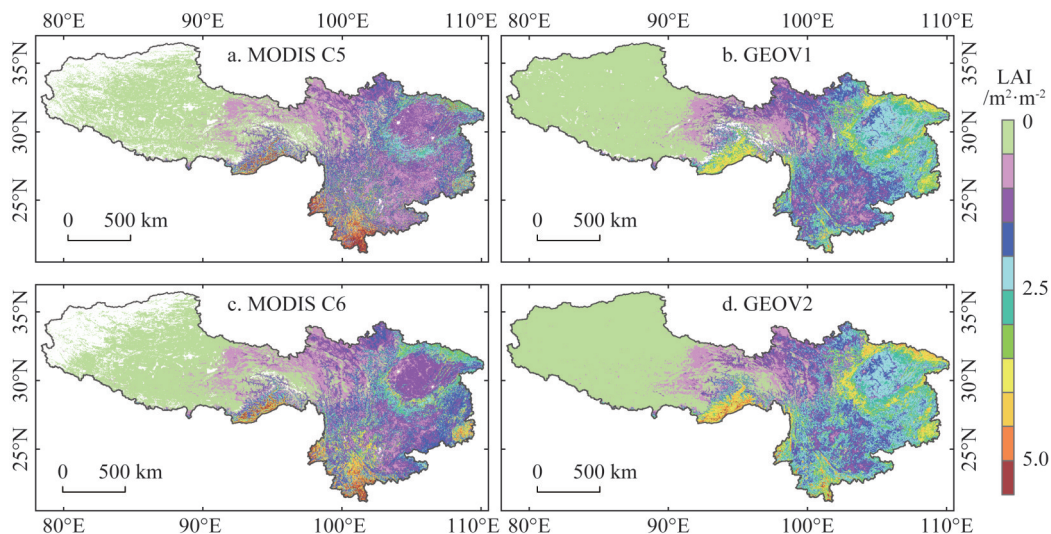 80°E 90°E 100°E 110°E 80°E 90°E 100°E 110°E
35°N 30°N 25°N
a. MODIS C5
0 500 km
b. GEOV1
0 500 km
35°N 30°N 25°N
LAI
/m²·m⁻²
0
2.5
5.0
35°N 30°N 25°N
c. MODIS C6
0 500 km
d. GEOV2
0 500 km
35°N 30°N 25°N
80°E 90°E 100°E 110°E 80°E 90°E 100°E 110°E